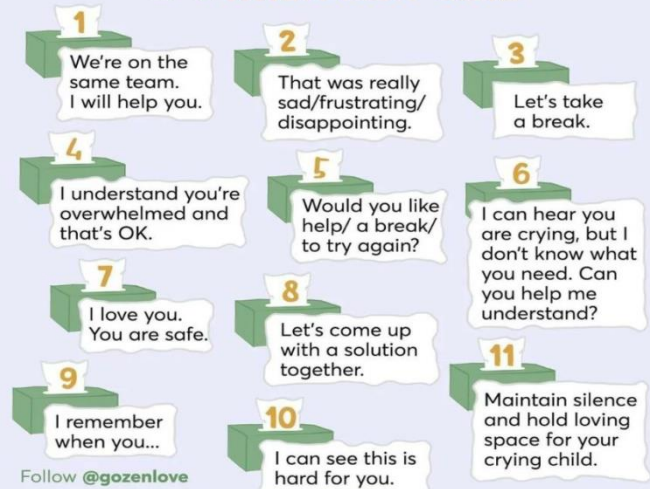 1
We're on the
same team.
I will help you.
2
That was really
sad/frustrating/
disappointing.
3
Let's take
a break.
4
I understand you're
overwhelmed and
that's OK.
5
Would you like
help/ a break/
to try again?
6
I can hear you
are crying, but I
don't know what
you need. Can
you help me
understand?
7
I love you.
You are safe.
8
Let's come up
with a solution
together.
9
I remember
when you...
10
I can see this is
hard for you.
11
Maintain silence
and hold loving
space for your
crying child.
Follow @gozenlove